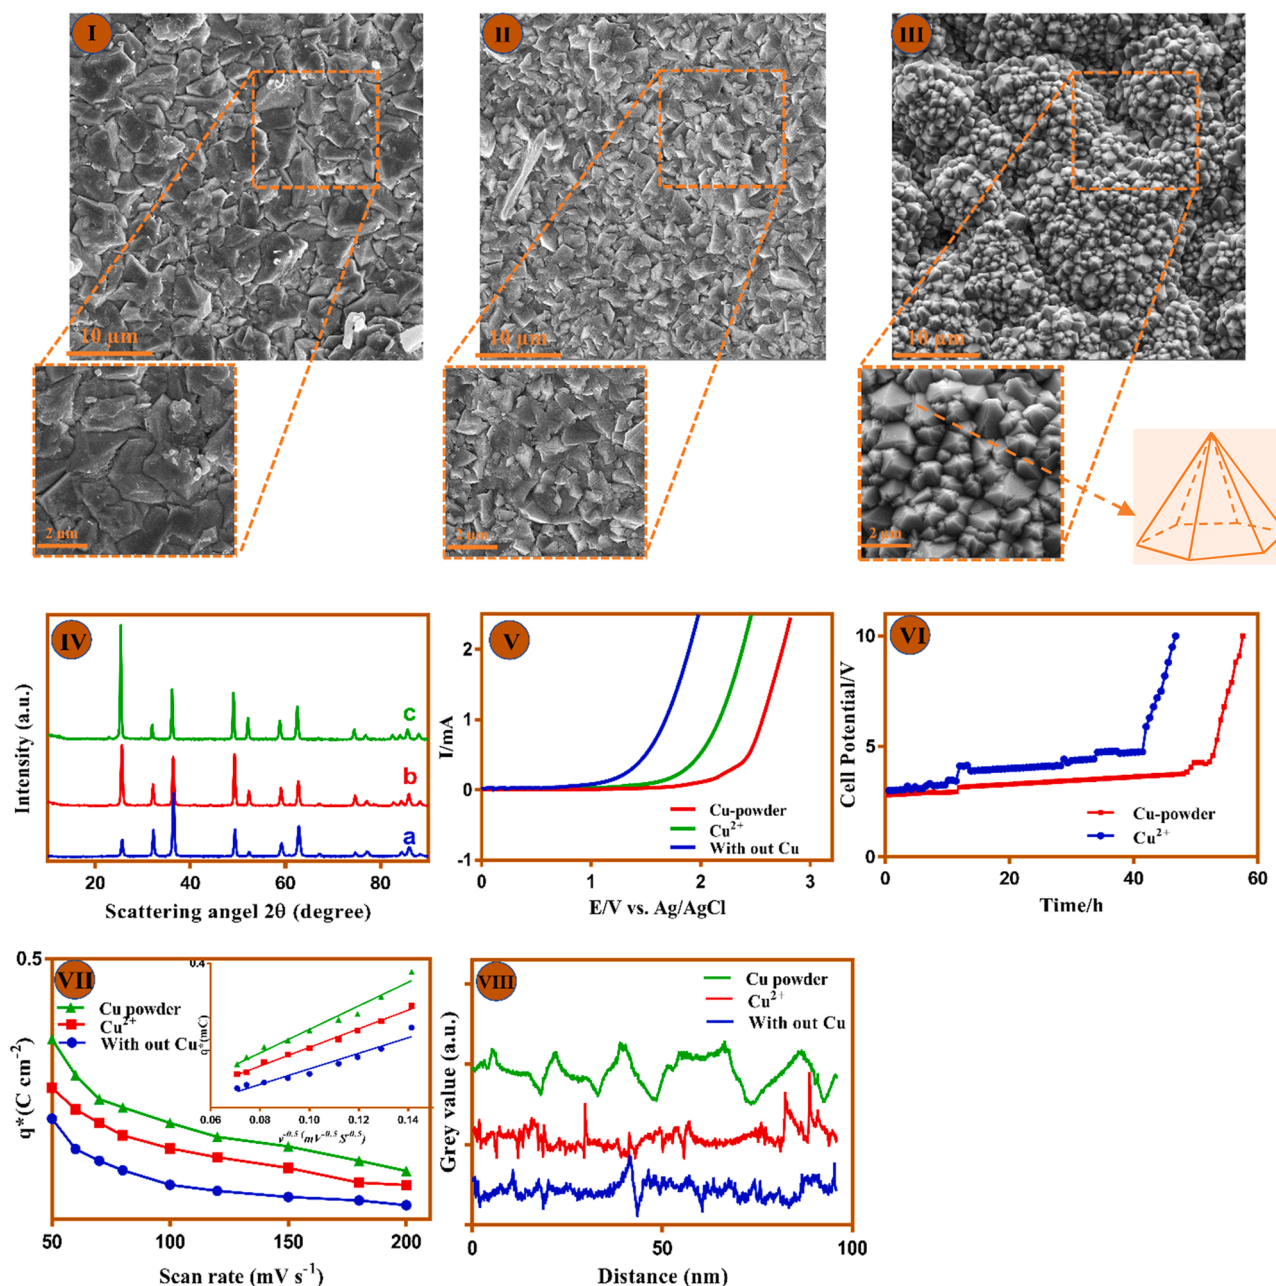 I
II
III
10 µm
10 µm
10 µm
2 µm
2 µm
2 µm
IV
Intensity (a.u.)
c
b
a
20 40 60 80
Scattering angel 2θ (degree)
V
I/mA
2
1
0
-1
Cu-powder
Cu2+
With out Cu
0 1 2 3
E/V vs. Ag/AgCl
VI
Cell Potential/V
10
5
0
Cu-powder
Cu2+
0 20 40 60
Time/h
VII
q*(C cm-2)
0.5
Cu powder
Cu2+
With out Cu
0.4
q*(mC)
0.06 0.08 0.10 0.12 0.14
ν-0.5 (mV-0.5 S-0.5)
50 100 150 200
Scan rate (mV s-1)
VIII
Grey value (a.u.)
Cu powder
Cu2+
With out Cu
0 50 100
Distance (nm)